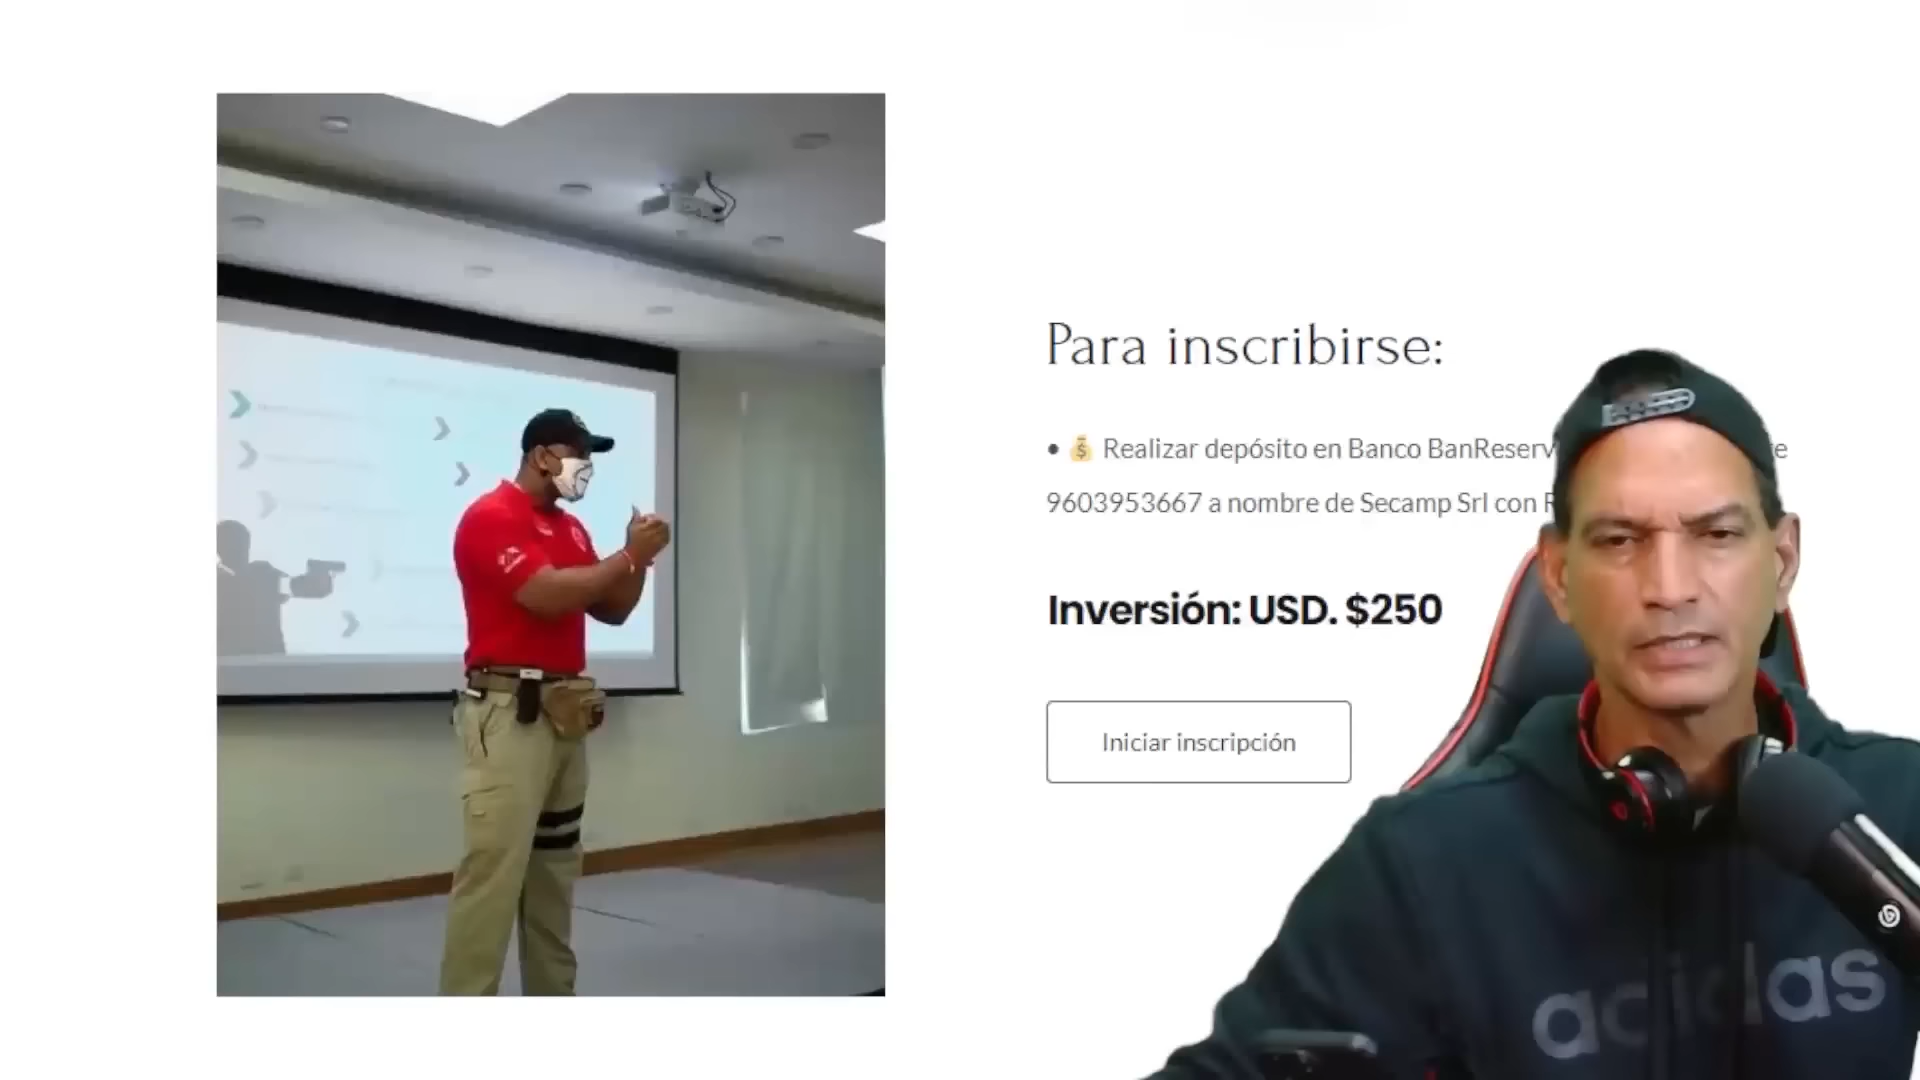 Para inscribirse:
• 💰 Realizar depósito en Banco BanReserv
9603953667 a nombre de Secamp Srl con
Inversión: USD. $250
Iniciar inscripción
adidas